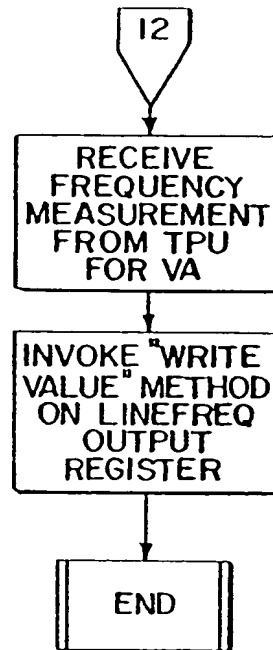 12
RECEIVE
FREQUENCY
MEASUREMENT
FROM TPU
FOR VA
INVOKE "WRITE
VALUE" METHOD
ON LINEFREQ
OUTPUT
REGISTER
END